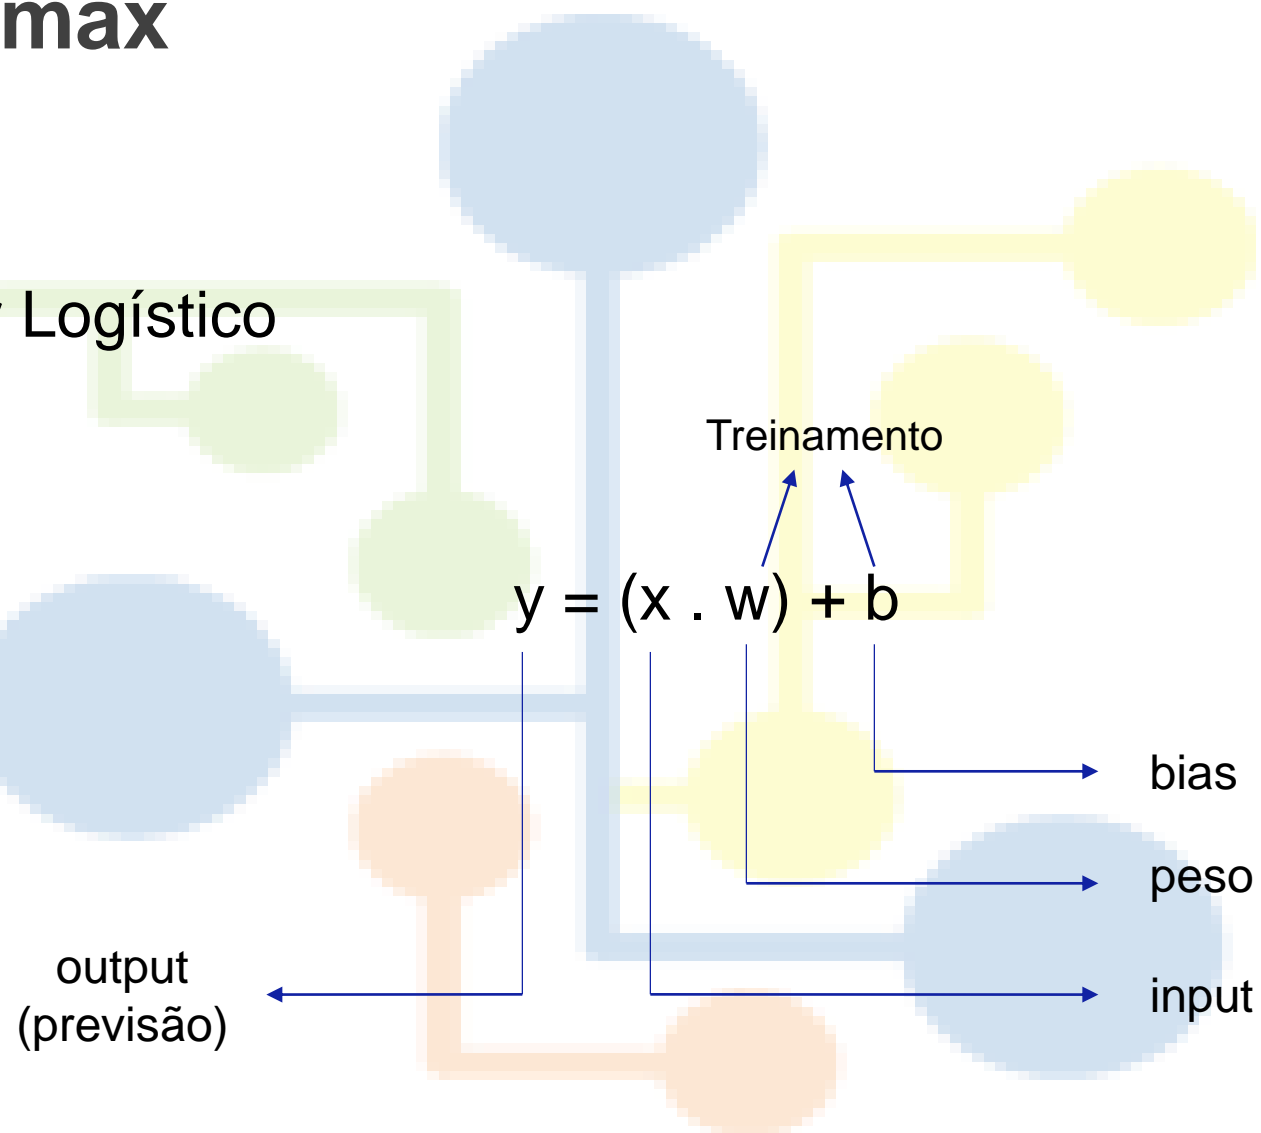 max
Logístico
Treinamento
y = (x . w) + b
bias
peso
output
(previsão)
input